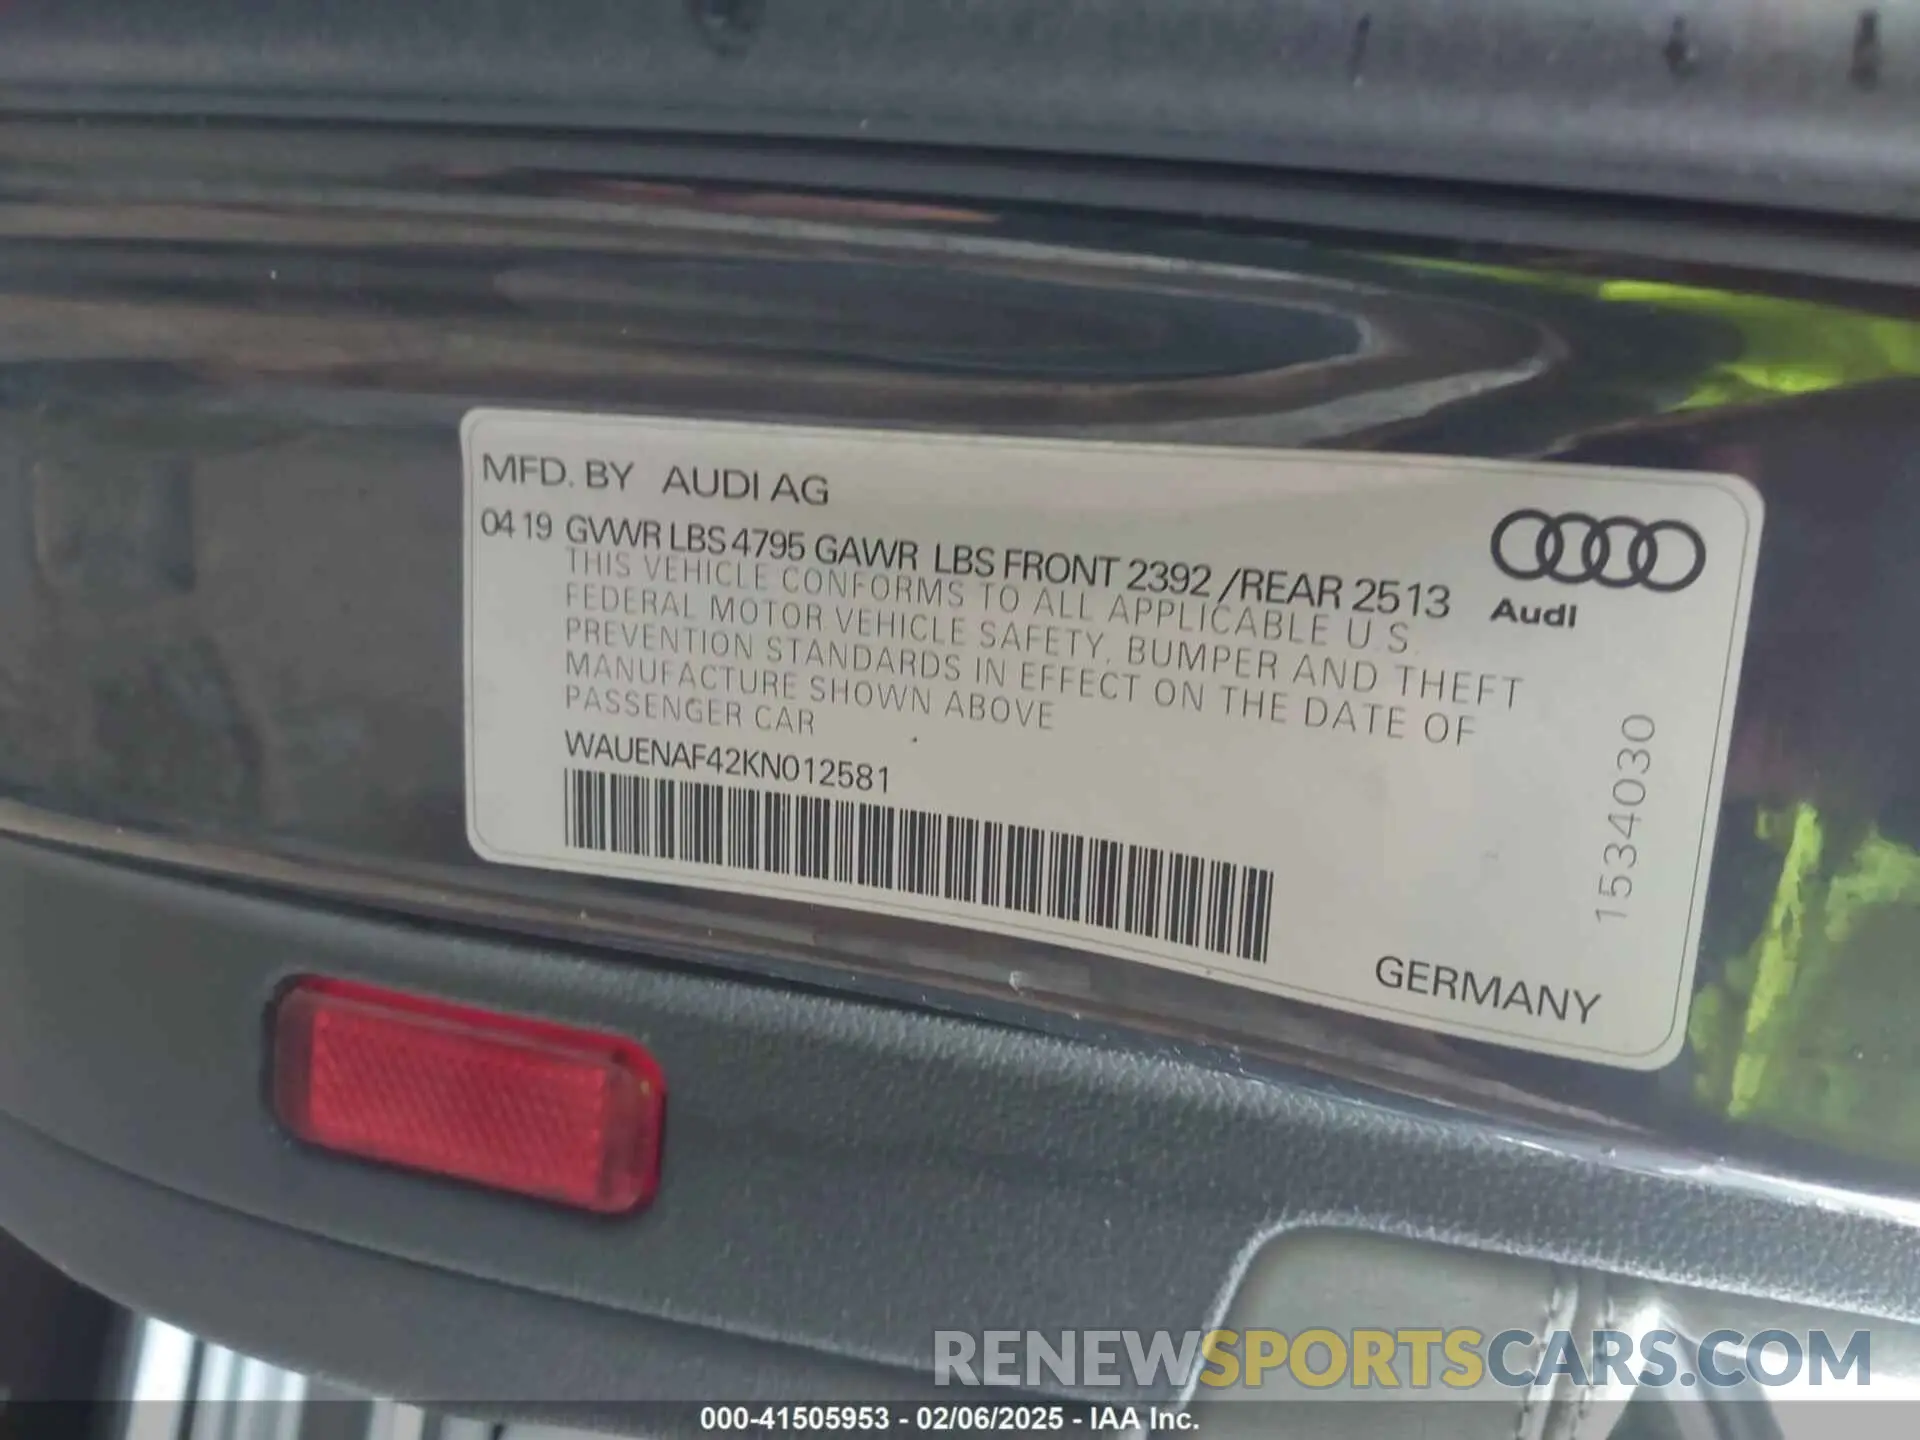 MFD. BY AUDI AG
04 19 GVWR LBS 4795 GAWR LBS FRONT 2392 /REAR 2513
THIS VEHICLE CONFORMS TO ALL APPLICABLE U.S.
FEDERAL MOTOR VEHICLE SAFETY, BUMPER AND THEFT
PREVENTION STANDARDS IN EFFECT ON THE DATE OF
MANUFACTURE SHOWN ABOVE
PASSENGER CAR
WAUENAF42KN012581
Audi
1534030
GERMANY
RENEWSPORTSCARS.COM
000-41505953 - 02/06/2025 - IAA Inc.